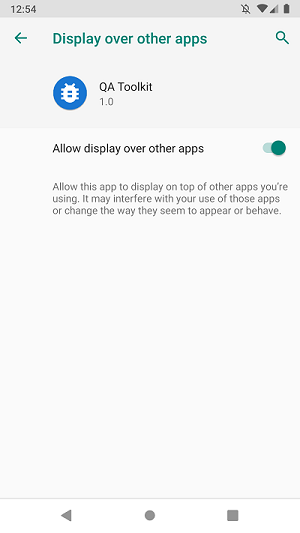 12:54
Display over other apps
QA Toolkit
1.0
Allow display over other apps
Allow this app to display on top of other apps you're
using. It may interfere with your use of those apps
or change the way they seem to appear or behave.